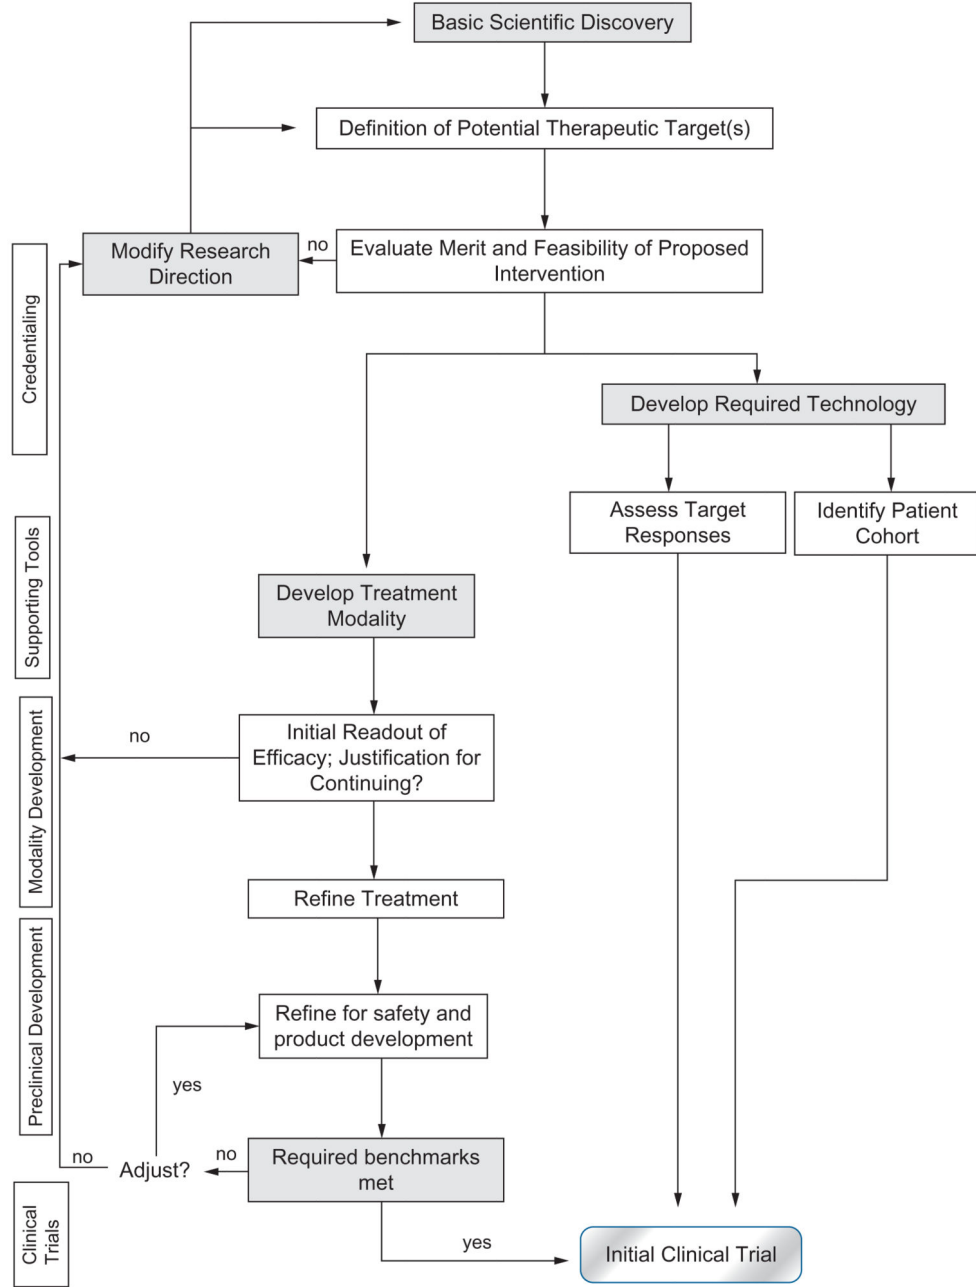 Basic Scientific Discovery
Definition of Potential Therapeutic Target(s)
Modify Research
Direction
no
Evaluate Merit and Feasibility of Proposed
Intervention
Credentialing
Develop Required Technology
Assess Target
Responses
Identify Patient
Cohort
Supporting Tools
Develop Treatment
Modality
Modality Development
no
Initial Readout of
Efficacy; Justification for
Continuing?
Refine Treatment
Preclinical Development
Refine for safety and
product development
yes
no
Adjust?
no
Required benchmarks
met
Clinical
Trials
yes
Initial Clinical Trial